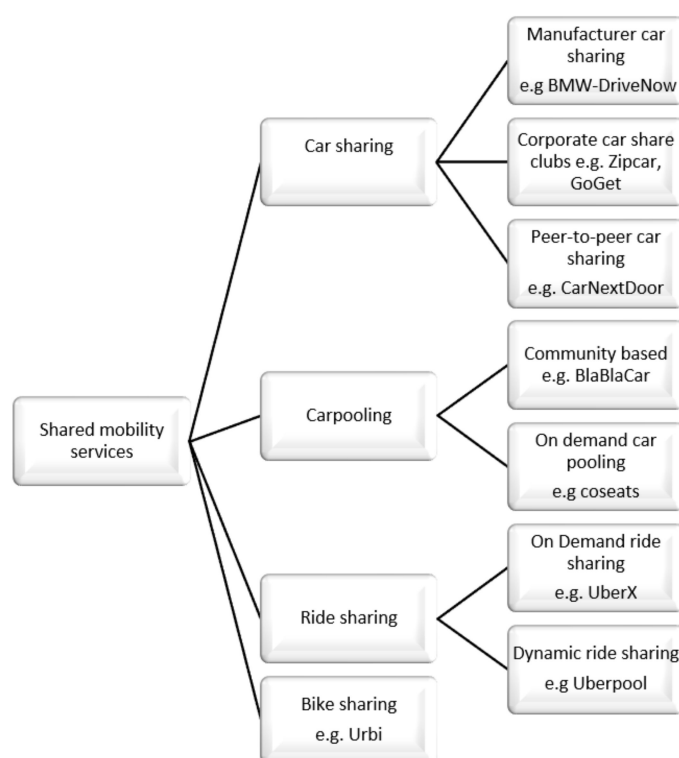 Manufacturer car
sharing
e.g BMW-DriveNow
Car sharing
Corporate car share
clubs e.g. Zipcar,
GoGet
Peer-to-peer car
sharing
e.g. CarNextDoor
Community based
e.g. BlaBlaCar
Shared mobility
services
Carpooling
On demand car
pooling
e.g coseats
On Demand ride
sharing
e.g. UberX
Ride sharing
Dynamic ride sharing
e.g Uberpool
Bike sharing
e.g. Urbi